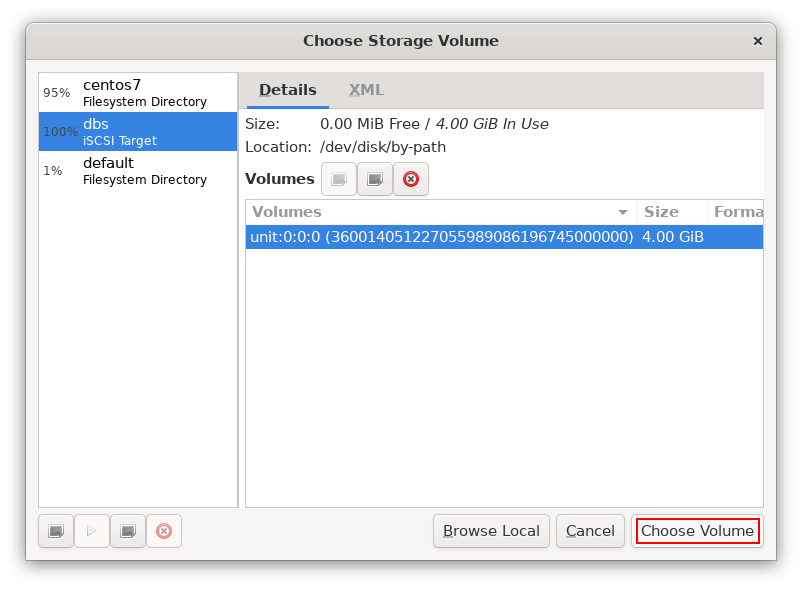 Choose Storage Volume
95% centos7
Filesystem Directory
100% dbs
iSCSI Target
1% default
Filesystem Directory
Details XML
Size: 0.00 MiB Free / 4.00 GiB In Use
Location: /dev/disk/by-path
Volumes
Volumes Size Forma
unit:0:0:0 (360014051227055989086196745000000) 4.00 GiB
Browse Local Cancel Choose Volume